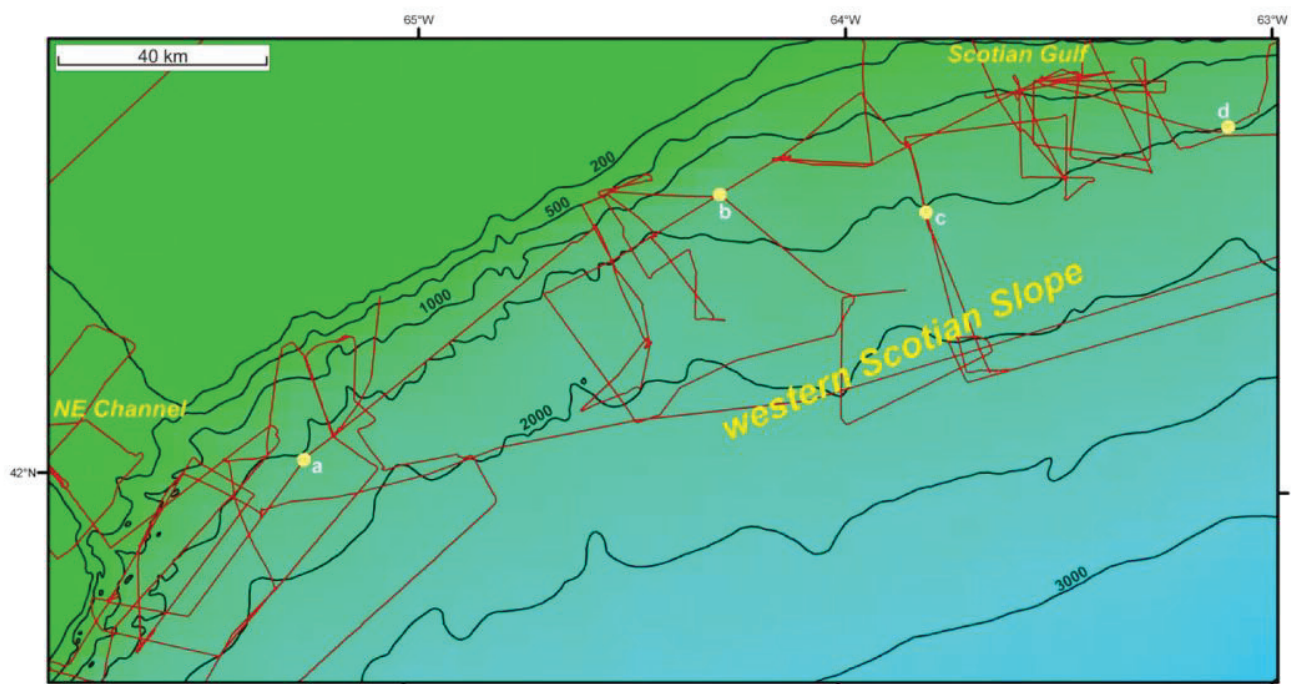 65°W
64°W
63°W
40 km
Scotian Gulf
d
200
b
500
c
1000
western Scotian Slope
NE Channel
2000
a
42°N
3000